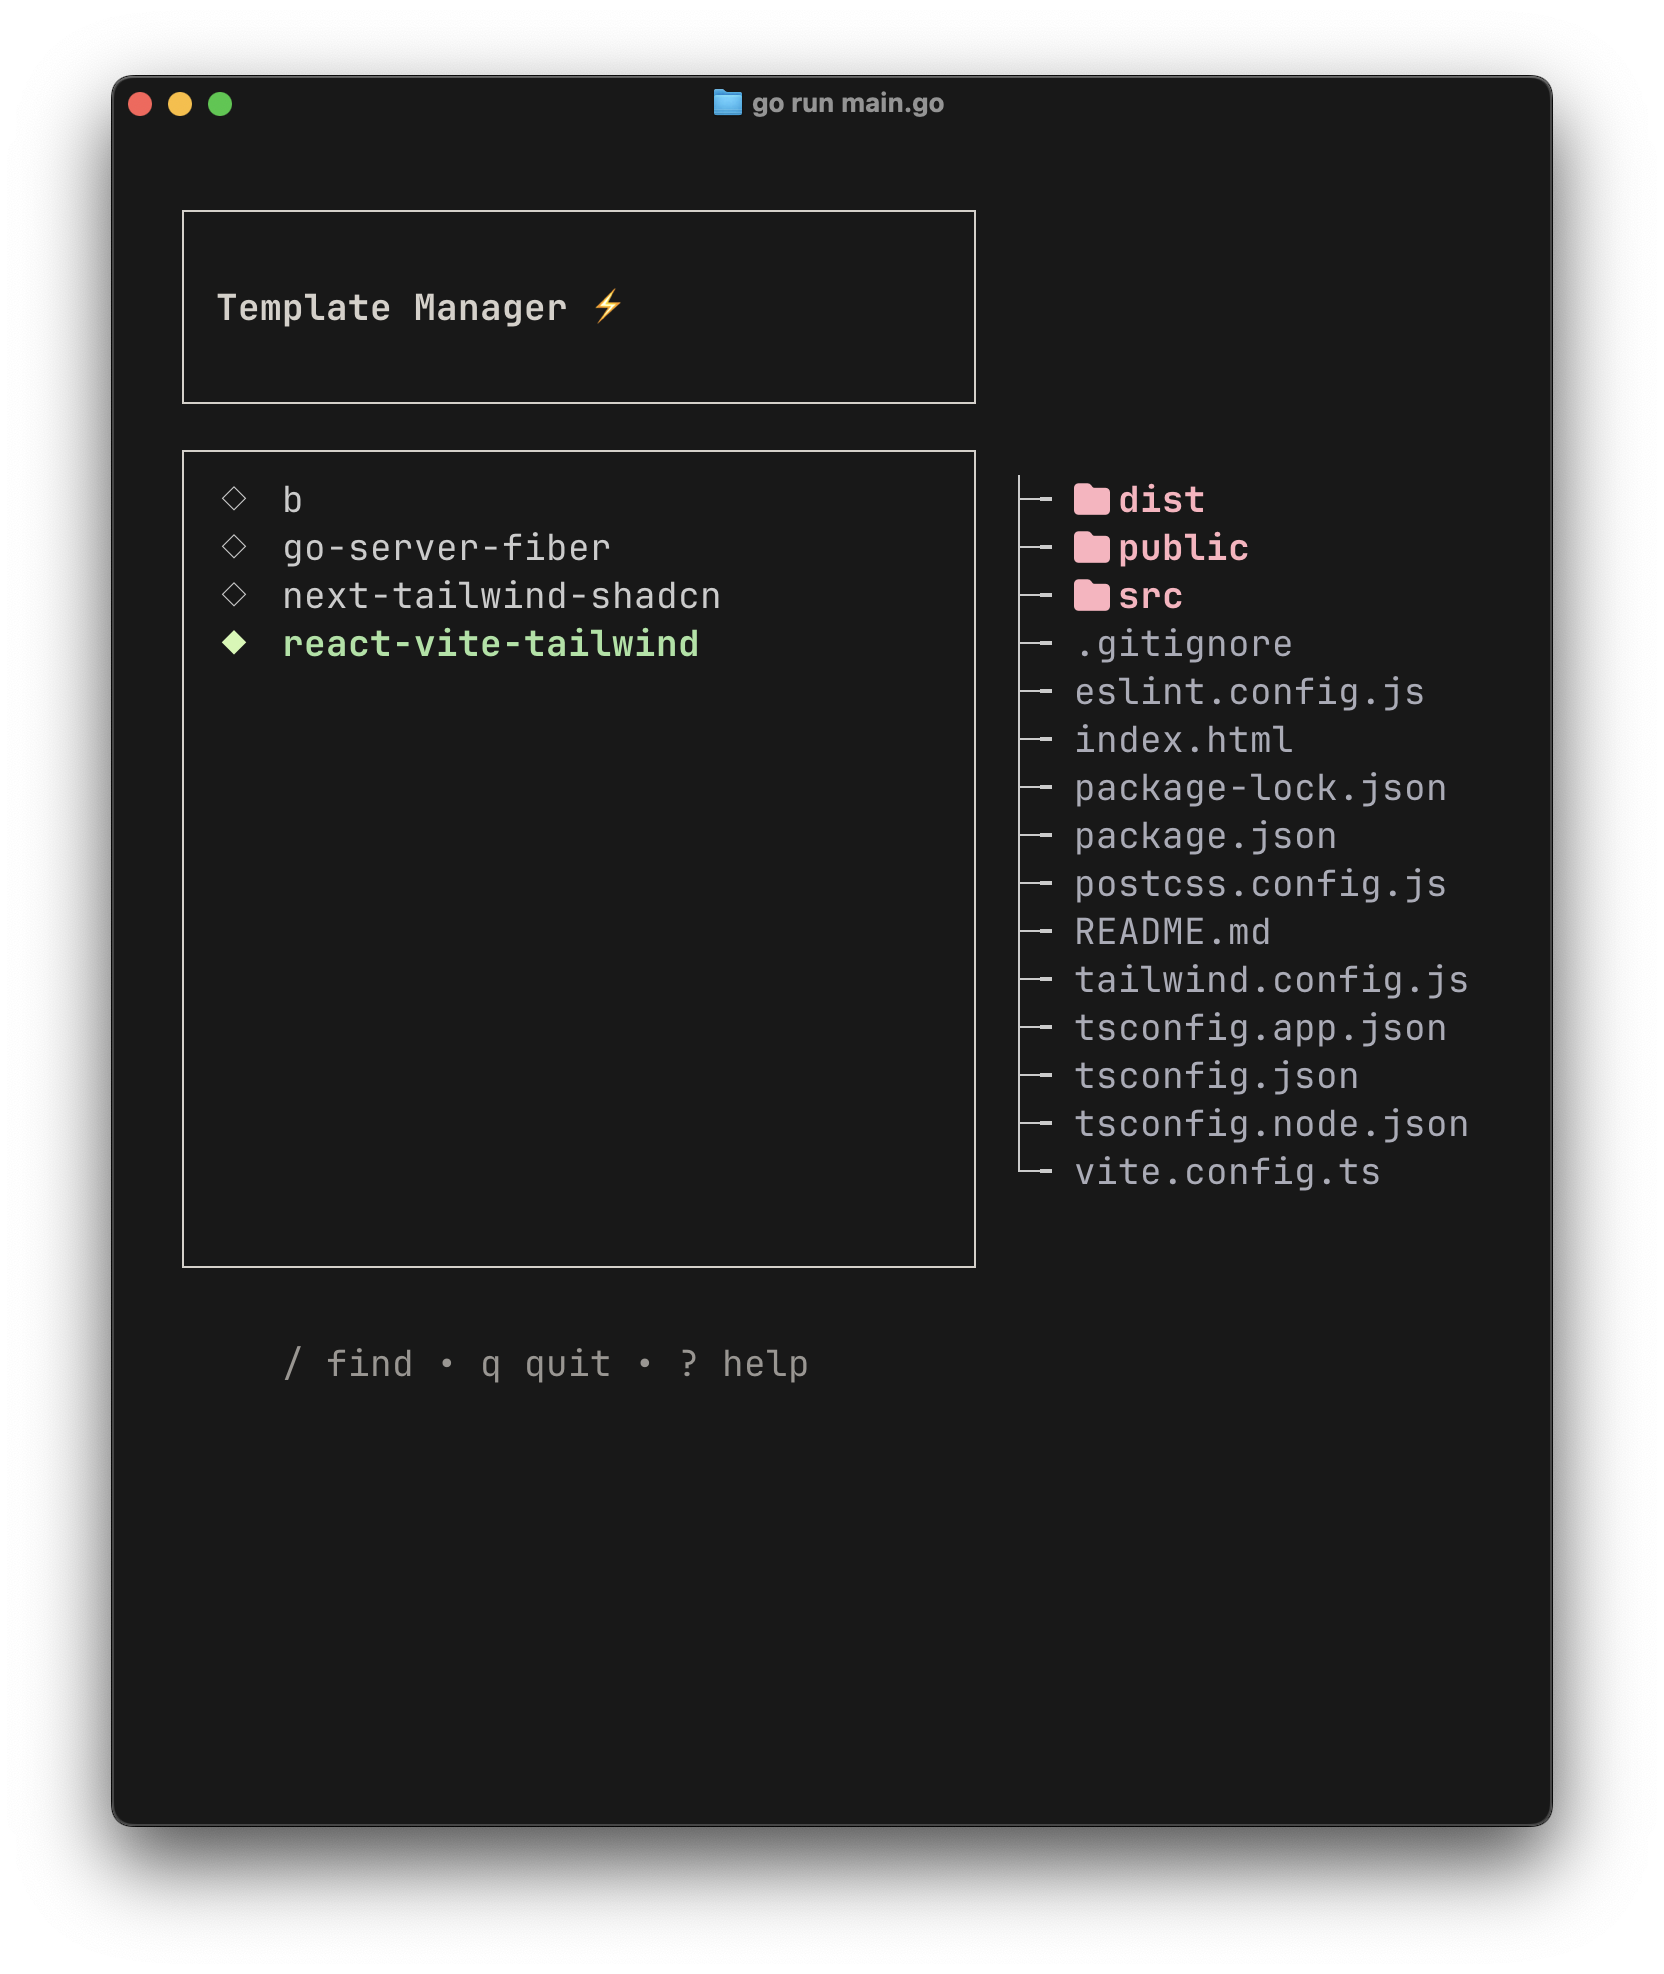 go run main.go
Template Manager ⚡
b
go-server-fiber
next-tailwind-shadcn
react-vite-tailwind
dist
public
src
.gitignore
eslint.config.js
index.html
package-lock.json
package.json
postcss.config.js
README.md
tailwind.config.js
tsconfig.app.json
tsconfig.json
tsconfig.node.json
vite.config.ts
/ find • q quit • ? help